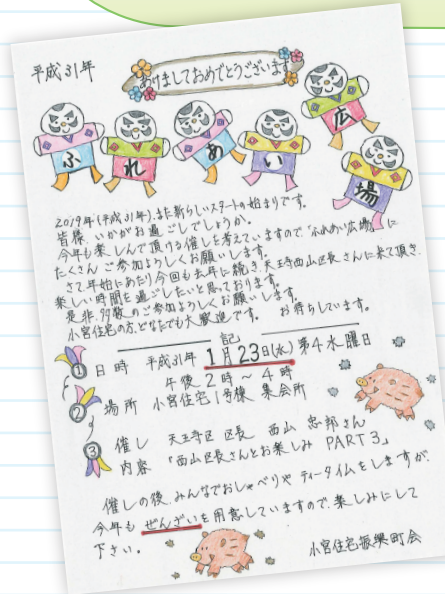 平成31年
あけましておめでとうございます
ふれあい広場
2019年(平成31年)、また新らしいスタートの始まりです。
皆様、いかがお過ごしでしょうか。
今年も楽しんで頂ける催しを考えていますので「ふれあい広場」に
たくさんご参加よろしくお願いします。
さて年始にあたり今回も去年に続き、天王寺西山区長さんに来て頂き、
楽しい時間を過ごしたいと思っております。
是非、多数のご参加ようしくお願いします。
小宮住宅の方、どなたでも大歓迎です。 お待ちしています。
記
① 日時 平成31年 1月23日(水) 第4水曜日
午後2時~4時
② 場所 小宮住宅1号棟 集会所
③ 催し 天王寺区 区長 西山 忠邦さん
内容 「西山区長さんとお楽しみ PART3」
催しの後、みんなでおしゃべりや ティータイムをしますが、
今年も ぜんざいを用意していますので、楽しみにして
下さい。
小宮住宅振興町会